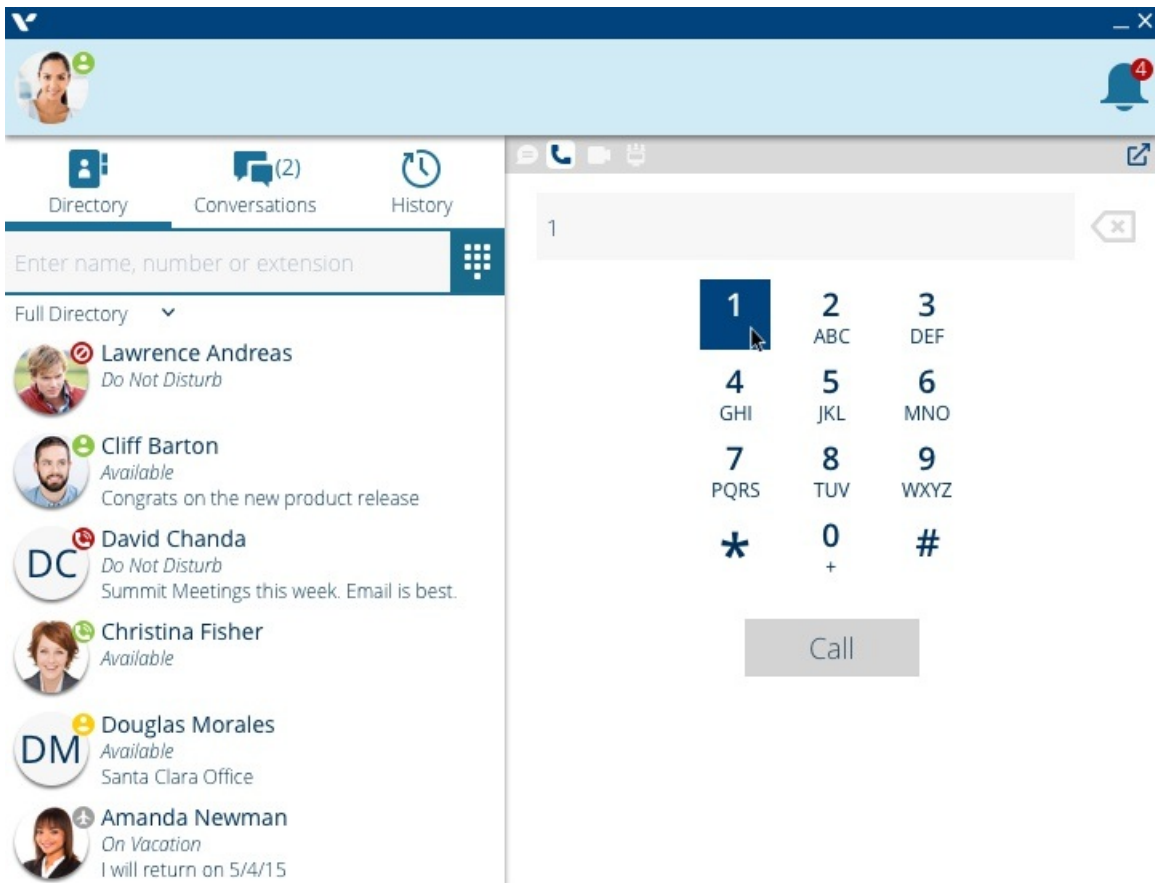 4
(2)
Directory
Conversations
History
Enter name, number or extension
Full Directory
Lawrence Andreas
Do Not Disturb
Cliff Barton
Available
Congrats on the new product release
DC
David Chanda
Do Not Disturb
Summit Meetings this week. Email is best.
Christina Fisher
Available
DM
Douglas Morales
Available
Santa Clara Office
Amanda Newman
On Vacation
I will return on 5/4/15
1
1 2 3
ABC DEF
4 5 6
GHI JKL MNO
7 8 9
PQRS TUV WXYZ
* 0 #
+
Call